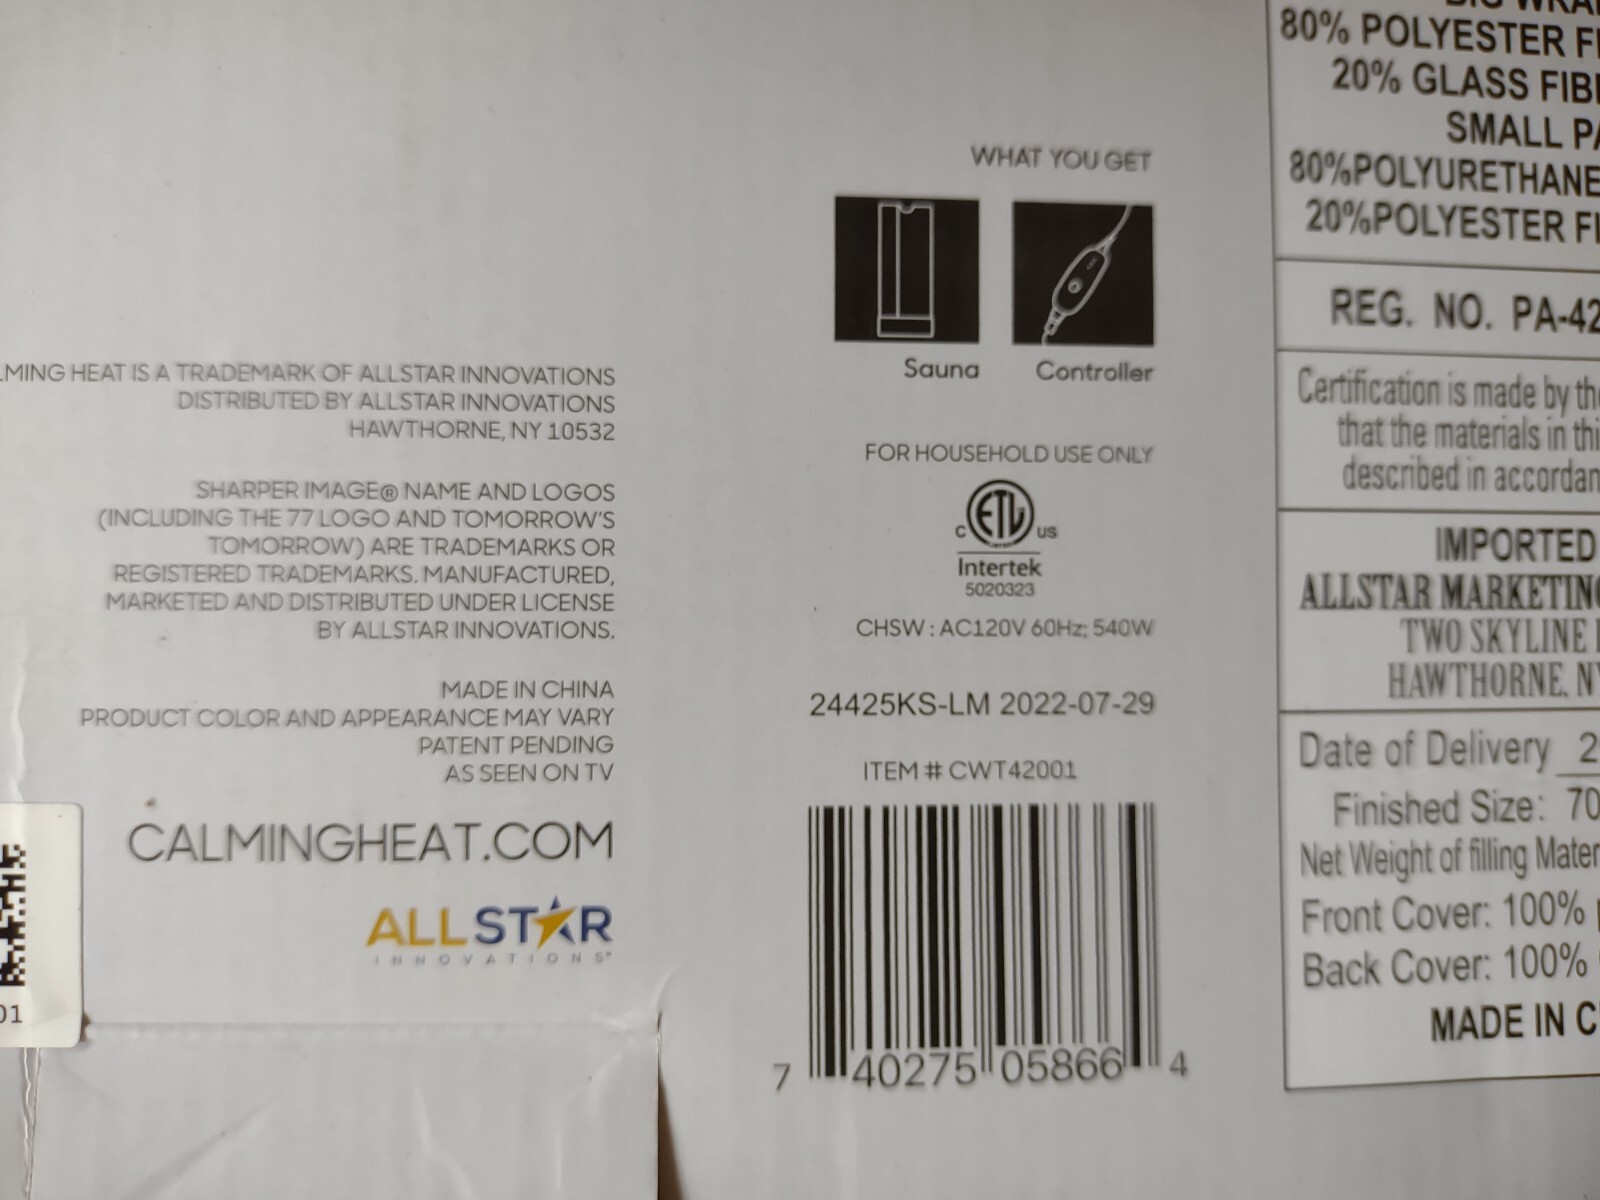 LMING HEAT IS A TRADEMARK OF ALLSTAR INNOVATIONS
DISTRIBUTED BY ALLSTAR INNOVATIONS
HAWTHORNE, NY 10532
SHARPER IMAGE® NAME AND LOGOS
(INCLUDING THE 77 LOGO AND TOMORROW'S
TOMORROW) ARE TRADEMARKS OR
REGISTERED TRADEMARKS. MANUFACTURED,
MARKETED AND DISTRIBUTED UNDER LICENSE
BY ALLSTAR INNOVATIONS.
MADE IN CHINA
PRODUCT COLOR AND APPEARANCE MAY VARY
PATENT PENDING
AS SEEN ON TV
CALMINGHEAT.COM
ALLSTAR
INNOVATIONS®
01
WHAT YOU GET
Sauna Controller
FOR HOUSEHOLD USE ONLY
C ETL US
Intertek
5020323
CHSW : AC120V 60Hz; 540W
24425KS-LM 2022-07-29
ITEM # CWT42001
7 40275 05866 4
BIG WRA
80% POLYESTER FI
20% GLASS FIB
SMALL PA
80%POLYURETHANE
20%POLYESTER FI
REG. NO. PA-42
Certification is made by the
that the materials in thi
described in accordan
IMPORTED
ALLSTAR MARKETING
TWO SKYLINE
HAWTHORNE, NY
Date of Delivery 2
Finished Size: 70
Net Weight of filling Mater
Front Cover: 100%
Back Cover: 100%
MADE IN C